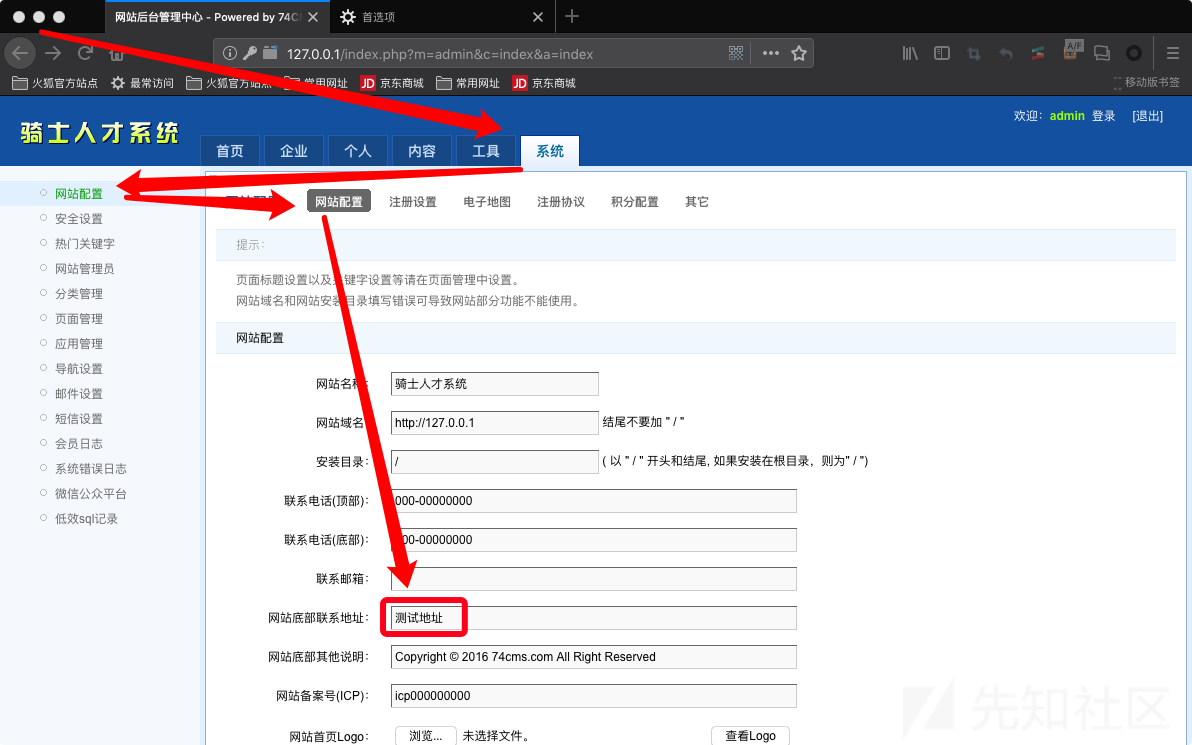 网站后台管理中心 - Powered by 74C
首选项
127.0.0.1/index.php?m=admin&c=index&a=index
A/F
火狐官方站点 最常访问 火狐官方站点 常用网址 JD 京东商城 常用网址 JD 京东商城 移动版书签
欢迎: admin 登录 [退出]
骑士人才系统
首页 企业 个人 内容 工具 系统
网站配置
安全设置
热门关键字
网站管理员
分类管理
页面管理
应用管理
导航设置
邮件设置
短信设置
会员日志
系统错误日志
微信公众平台
低效sql记录
网站配置 网站配置 注册设置 电子地图 注册协议 积分配置 其它
提示:
页面标题设置以及关键字设置等请在页面管理中设置。
网站域名和网站安装目录填写错误可导致网站部分功能不能使用。
网站配置
网站名称: 骑士人才系统
网站域名 http://127.0.0.1 结尾不要加 " / "
安装目录: / ( 以 " / " 开头和结尾, 如果安装在根目录，则为" / ")
联系电话(顶部): 000-00000000
联系电话(底部): 000-00000000
联系邮箱:
网站底部联系地址: 测试地址
网站底部其他说明: Copyright © 2016 74cms.com All Right Reserved
网站备案号(ICP): icp000000000
网站首页Logo: 浏览... 未选择文件。 查看Logo
先知社区